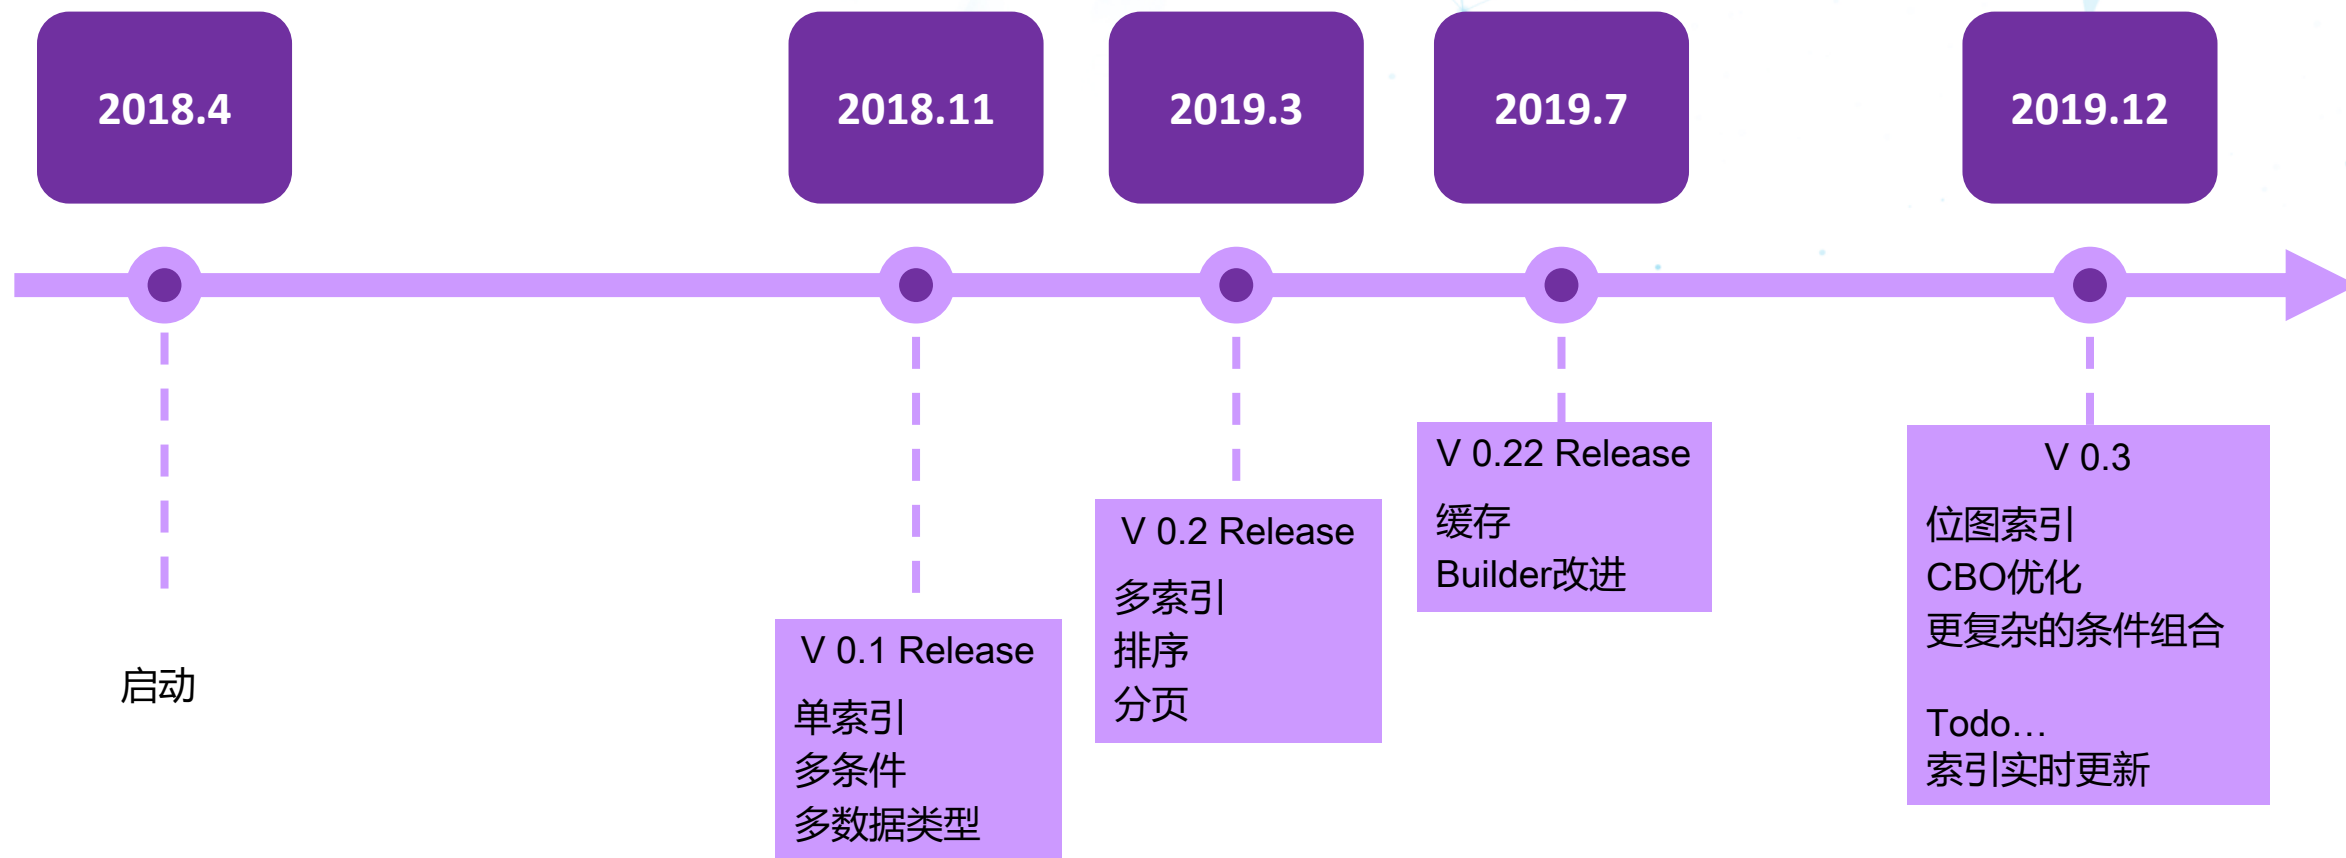 2018.4
2018.11
2019.3
2019.7
2019.12
启动
V 0.1 Release
单索引
多条件
多数据类型
V 0.2 Release
多索引
排序
分页
V 0.22 Release
缓存
Builder改进
V 0.3
位图索引
CBO优化
更复杂的条件组合
Todo…
索引实时更新